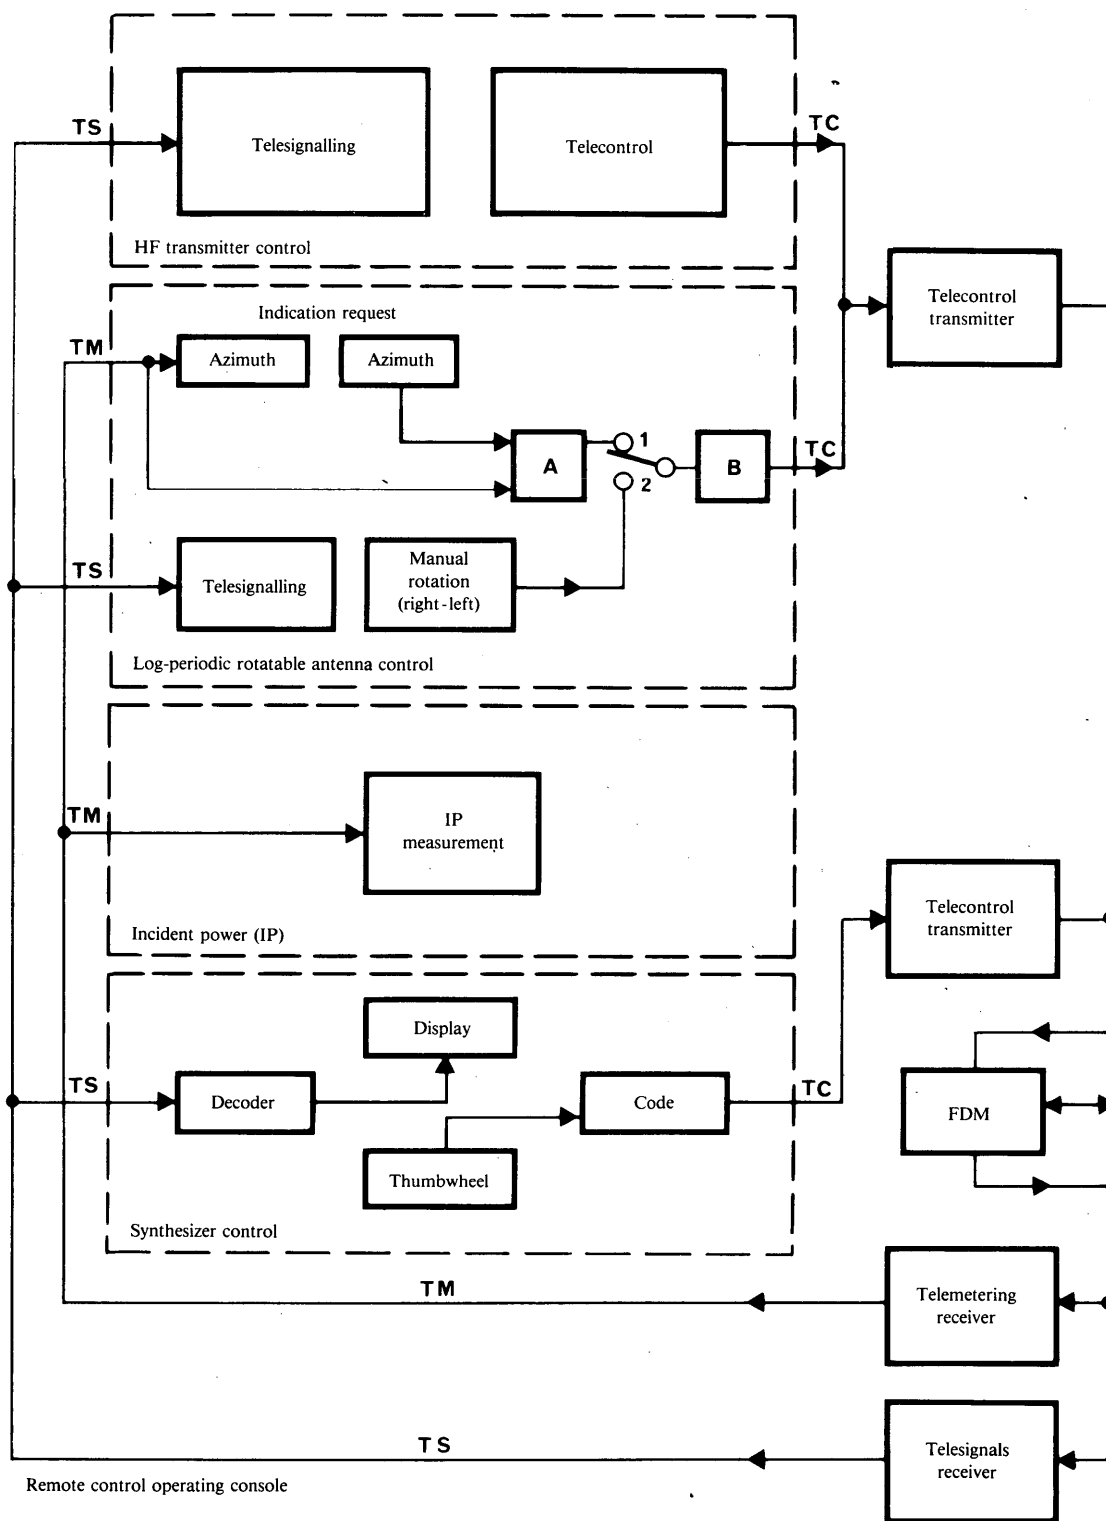 TS
Telesignalling
Telecontrol
TC
HF transmitter control
Telecontrol
transmitter
Indication request
TM
Azimuth
Azimuth
A
1
2
B
TC
TS
Telesignalling
Manual
rotation
(right-left)
Log-periodic rotatable antenna control
TM
IP
measurement
Incident power (IP)
Telecontrol
transmitter
Display
TS
Decoder
Code
TC
FDM
Thumbwheel
Synthesizer control
TM
Telemetering
receiver
TS
Telesignals
receiver
Remote control operating console